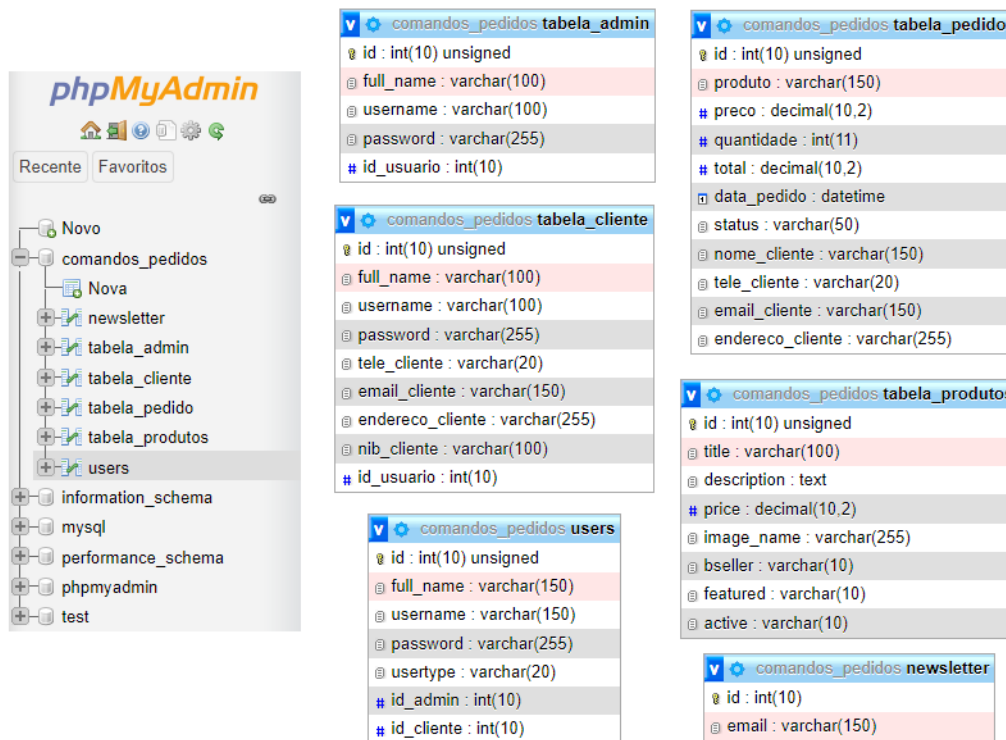 phpMyAdmin
Recente Favoritos
Novo
comandos_pedidos
Nova
newsletter
tabela_admin
tabela_cliente
tabela_pedido
tabela_produtos
users
information_schema
mysql
performance_schema
phpmyadmin
test
v comandos_pedidos tabela_admin
id : int(10) unsigned
full_name : varchar(100)
username : varchar(100)
password : varchar(255)
# id_usuario : int(10)
v comandos_pedidos tabela_cliente
id : int(10) unsigned
full_name : varchar(100)
username : varchar(100)
password : varchar(255)
tele_cliente : varchar(20)
email_cliente : varchar(150)
endereco_cliente : varchar(255)
nib_cliente : varchar(100)
# id_usuario : int(10)
v comandos_pedidos users
id : int(10) unsigned
full_name : varchar(150)
username : varchar(150)
password : varchar(255)
usertype : varchar(20)
# id_admin : int(10)
# id_cliente : int(10)
v comandos_pedidos tabela_pedido
id : int(10) unsigned
produto : varchar(150)
# preco : decimal(10,2)
# quantidade : int(11)
# total : decimal(10,2)
data_pedido : datetime
status : varchar(50)
nome_cliente : varchar(150)
tele_cliente : varchar(20)
email_cliente : varchar(150)
endereco_cliente : varchar(255)
v comandos_pedidos tabela_produtos
id : int(10) unsigned
title : varchar(100)
description : text
# price : decimal(10,2)
image_name : varchar(255)
bseller : varchar(10)
featured : varchar(10)
active : varchar(10)
v comandos_pedidos newsletter
id : int(10)
email : varchar(150)